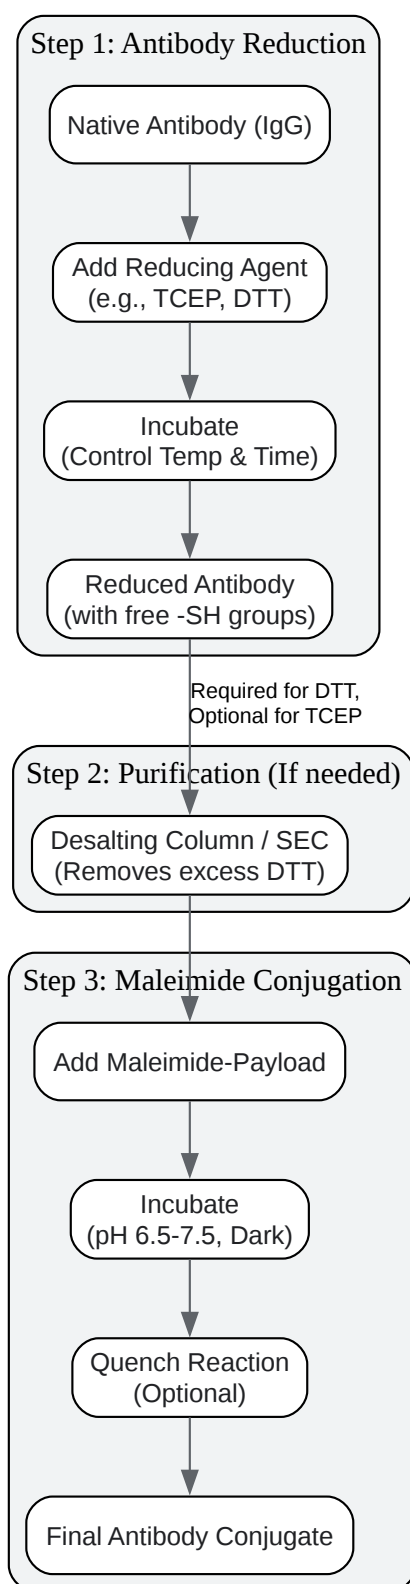 Step 1: Antibody Reduction
Native Antibody (IgG)
Add Reducing Agent
(e.g., TCEP, DTT)
Incubate
(Control Temp & Time)
Reduced Antibody
(with free -SH groups)
Required for DTT,
Optional for TCEP
Step 2: Purification (If needed)
Desalting Column / SEC
(Removes excess DTT)
Step 3: Maleimide Conjugation
Add Maleimide-Payload
Incubate
(pH 6.5-7.5, Dark)
Quench Reaction
(Optional)
Final Antibody Conjugate